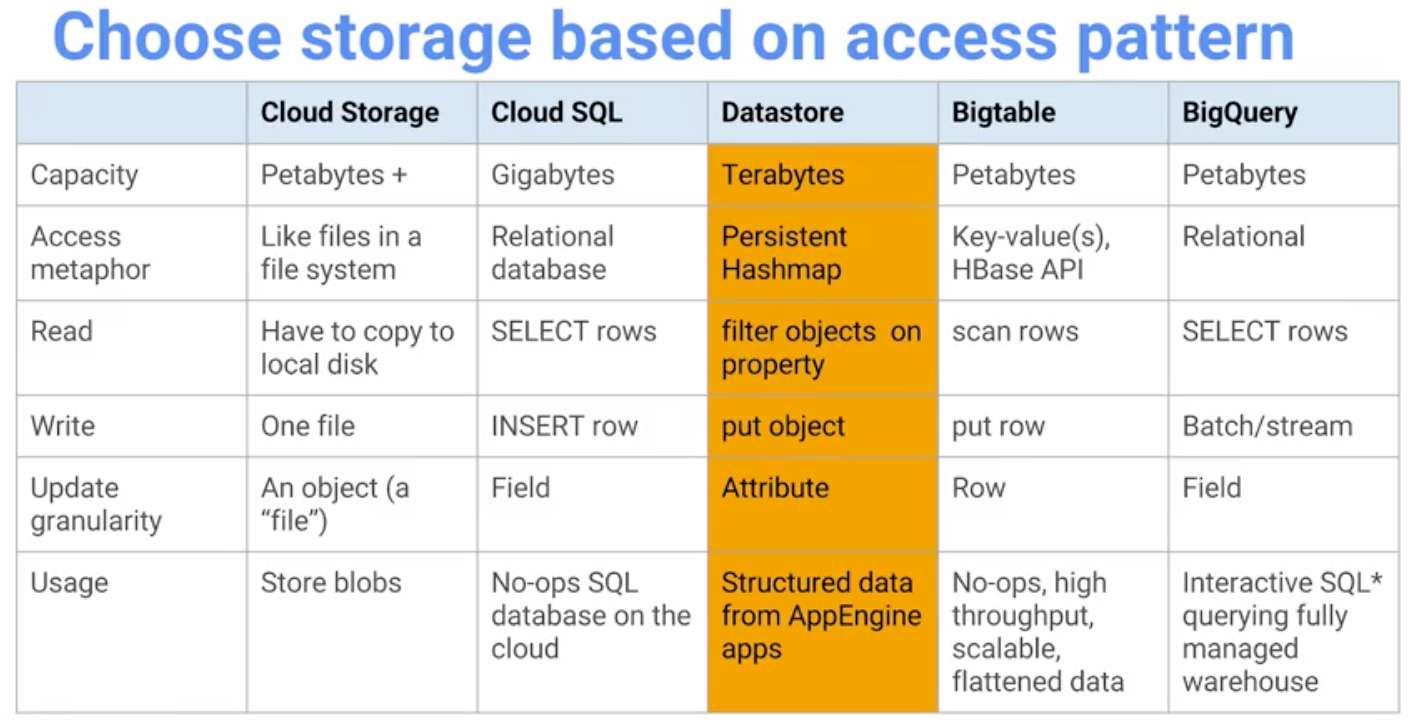 Choose storage based on access pattern
Cloud Storage Cloud SQL Datastore Bigtable BigQuery
Capacity Petabytes + Gigabytes Terabytes Petabytes Petabytes
Access Like files in a Relational Persistent Key-value(s), Relational
metaphor file system database Hashmap HBase API
Read Have to copy to SELECT rows filter objects on scan rows SELECT rows
local disk property
Write One file INSERT row put object put row Batch/stream
Update An object (a Field Attribute Row Field
granularity “file”)
Usage Store blobs No-ops SQL Structured data No-ops, high Interactive SQL*
database on the from AppEngine throughput, querying fully
cloud apps scalable, managed
flattened data warehouse